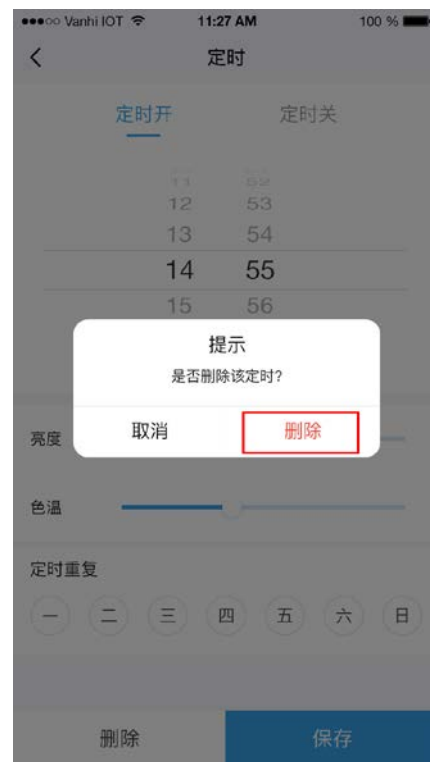 Vanhi IOT 11:27 AM 100 %
定时
定时开 定时关
11 52
12 53
13 54
14 55
15 56
提示
是否删除该定时?
取消 删除
亮度
色温
定时重复
一 二 三 四 五 六 日
删除 保存